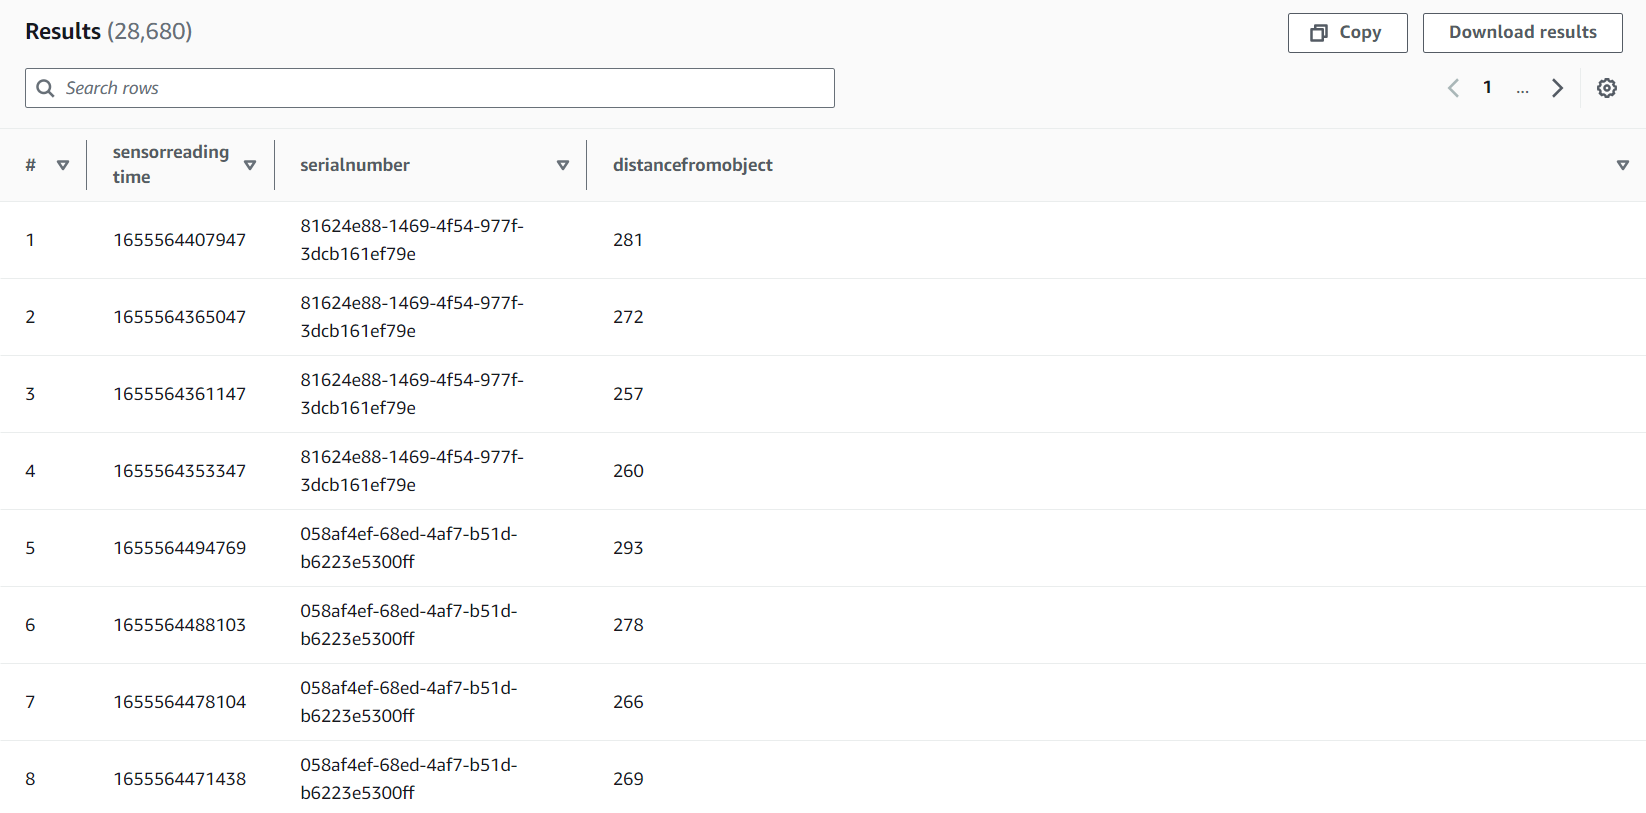 Results (28,680)
Copy
Download results
Search rows
1 ...
# sensorreading time serialnumber distancefromobject
1 1655564407947 81624e88-1469-4f54-977f-3dcb161ef79e 281
2 1655564365047 81624e88-1469-4f54-977f-3dcb161ef79e 272
3 1655564361147 81624e88-1469-4f54-977f-3dcb161ef79e 257
4 1655564353347 81624e88-1469-4f54-977f-3dcb161ef79e 260
5 1655564494769 058af4ef-68ed-4af7-b51d-b6223e5300ff 293
6 1655564488103 058af4ef-68ed-4af7-b51d-b6223e5300ff 278
7 1655564478104 058af4ef-68ed-4af7-b51d-b6223e5300ff 266
8 1655564471438 058af4ef-68ed-4af7-b51d-b6223e5300ff 269